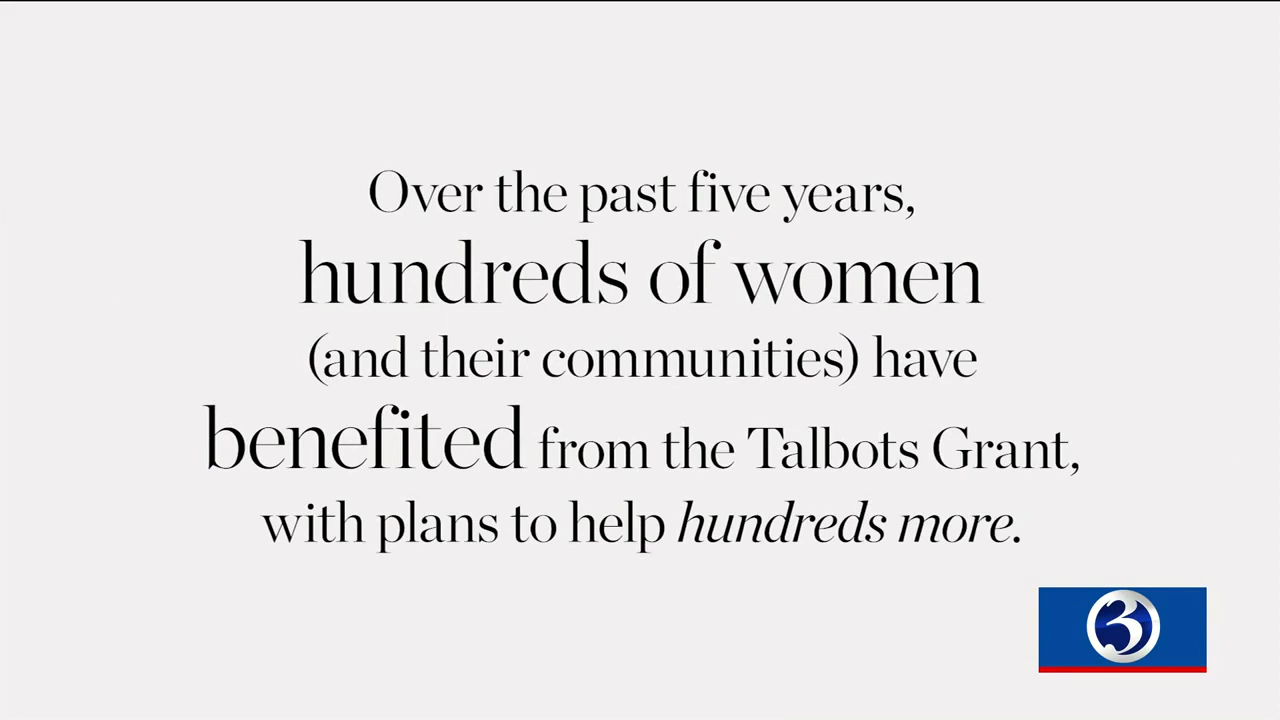 Over the past five years,
hundreds of women
(and their communities) have
benefited from the Talbots Grant,
with plans to help hundreds more.
3